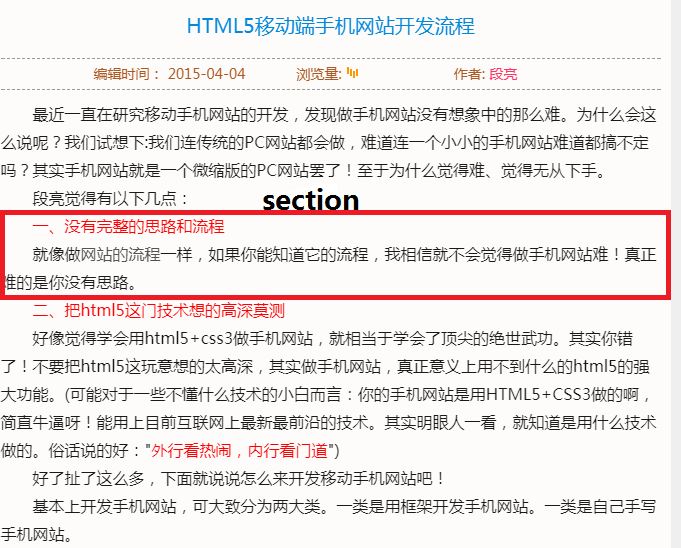 HTML5移动端手机网站开发流程
编辑时间： 2015-04-04 浏览量: 作者: 段亮
最近一直在研究移动手机网站的开发，发现做手机网站没有想象中的那么难。为什么会这
么说呢？我们试想下:我们连传统的PC网站都会做，难道连一个小小的手机网站难道都搞不定
吗？其实手机网站就是一个微缩版的PC网站罢了！至于为什么觉得难、觉得无从下手。
段亮觉得有以下几点：
section
一、没有完整的思路和流程
就像做网站的流程一样，如果你能知道它的流程，我相信就不会觉得做手机网站难！真正
难的是你没有思路。
二、把html5这门技术想的高深莫测
好像觉得学会用html5+css3做手机网站，就相当于学会了顶尖的绝世武功。其实你错
了！不要把html5这玩意想的太高深，其实做手机网站，真正意义上用不到什么的html5的强
大功能。(可能对于一些不懂什么技术的小白而言：你的手机网站是用HTML5+CSS3做的啊，
简直牛逼呀！能用上目前互联网上最新最前沿的技术。其实明眼人一看，就知道是用什么技术
做的。俗话说的好："外行看热闹，内行看门道")
好了扯了这么多，下面就说说怎么来开发移动手机网站吧！
基本上开发手机网站，可大致分为两大类。一类是用框架开发手机网站。一类是自己手写
手机网站。